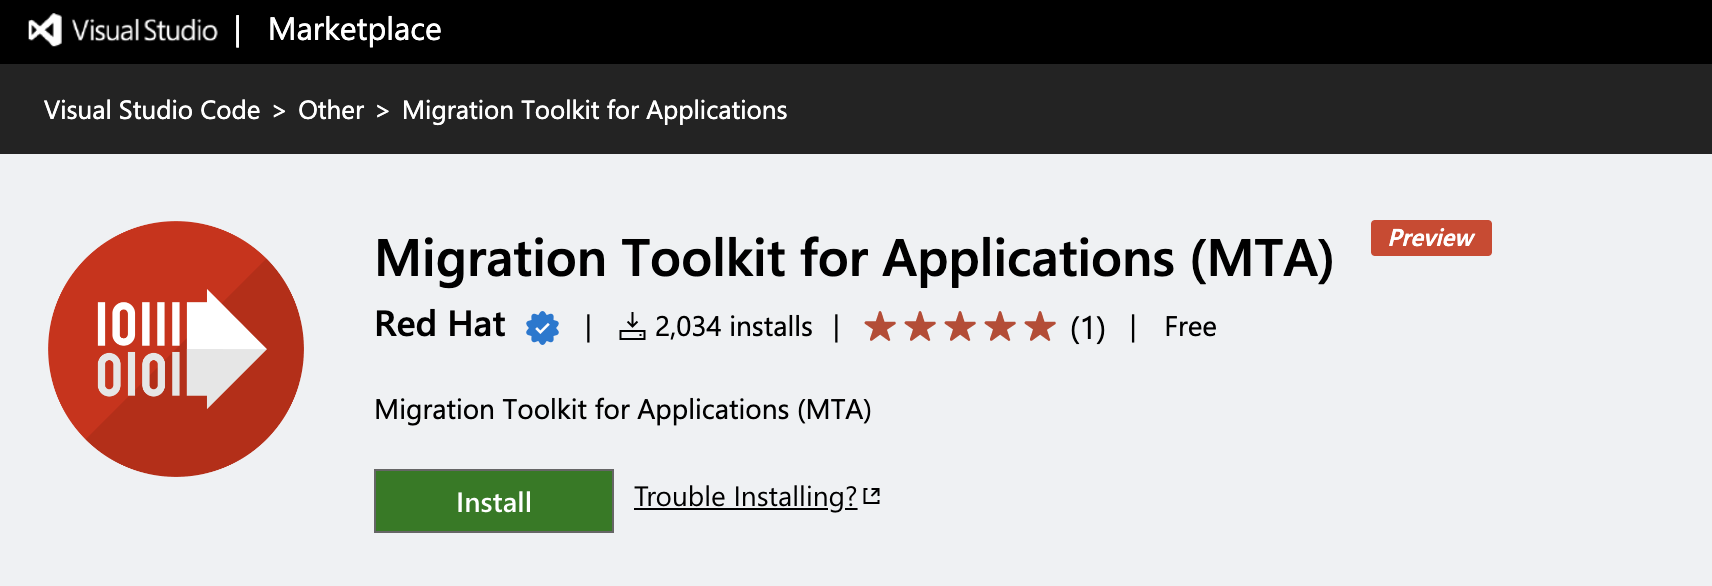 Visual Studio | Marketplace
Visual Studio Code > Other > Migration Toolkit for Applications
Migration Toolkit for Applications (MTA) Preview
Red Hat | 2,034 installs | (1) | Free
Migration Toolkit for Applications (MTA)
Install Trouble Installing?
IOIIII
OIOI